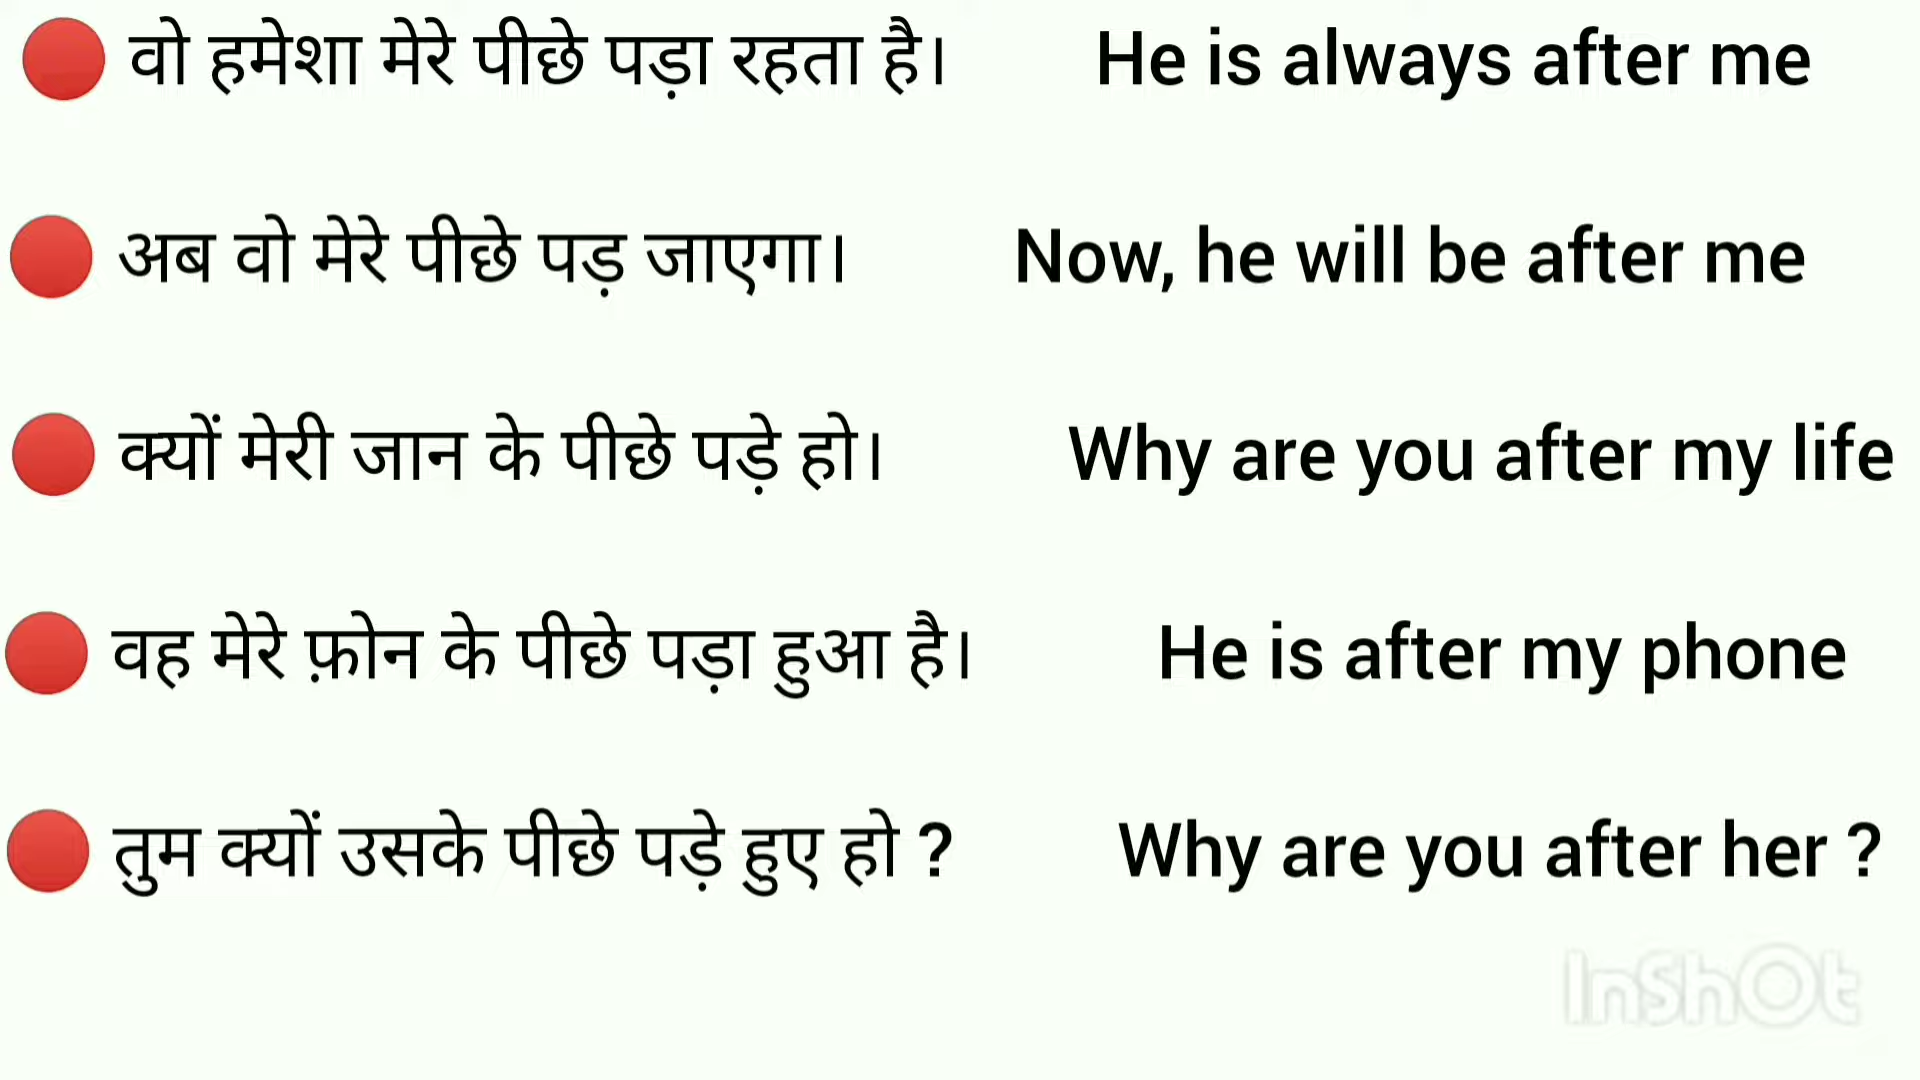 वो हमेशा मेरे पीछे पड़ा रहता है। He is always after me
अब वो मेरे पीछे पड़ जाएगा। Now, he will be after me
क्यों मेरी जान के पीछे पड़े हो। Why are you after my life
वह मेरे फ़ोन के पीछे पड़ा हुआ है। He is after my phone
तुम क्यों उसके पीछे पड़े हुए हो ? Why are you after her ?
InShOt